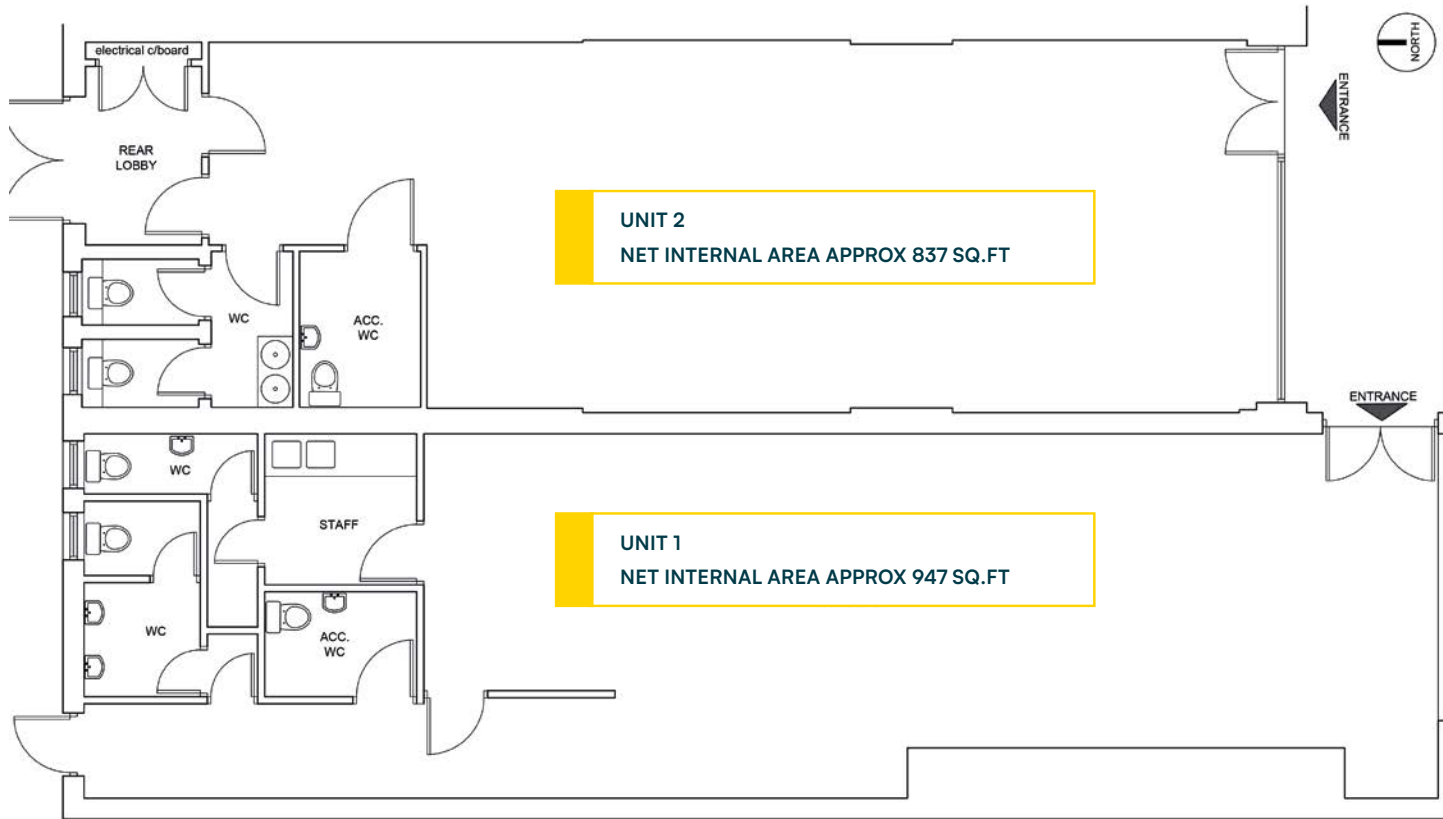 electrical c/board
NORTH
ENTRANCE
REAR
LOBBY
UNIT 2
NET INTERNAL AREA APPROX 837 SQ.FT
WC
ACC.
WC
ENTRANCE
WC
STAFF
UNIT 1
NET INTERNAL AREA APPROX 947 SQ.FT
WC
ACC.
WC